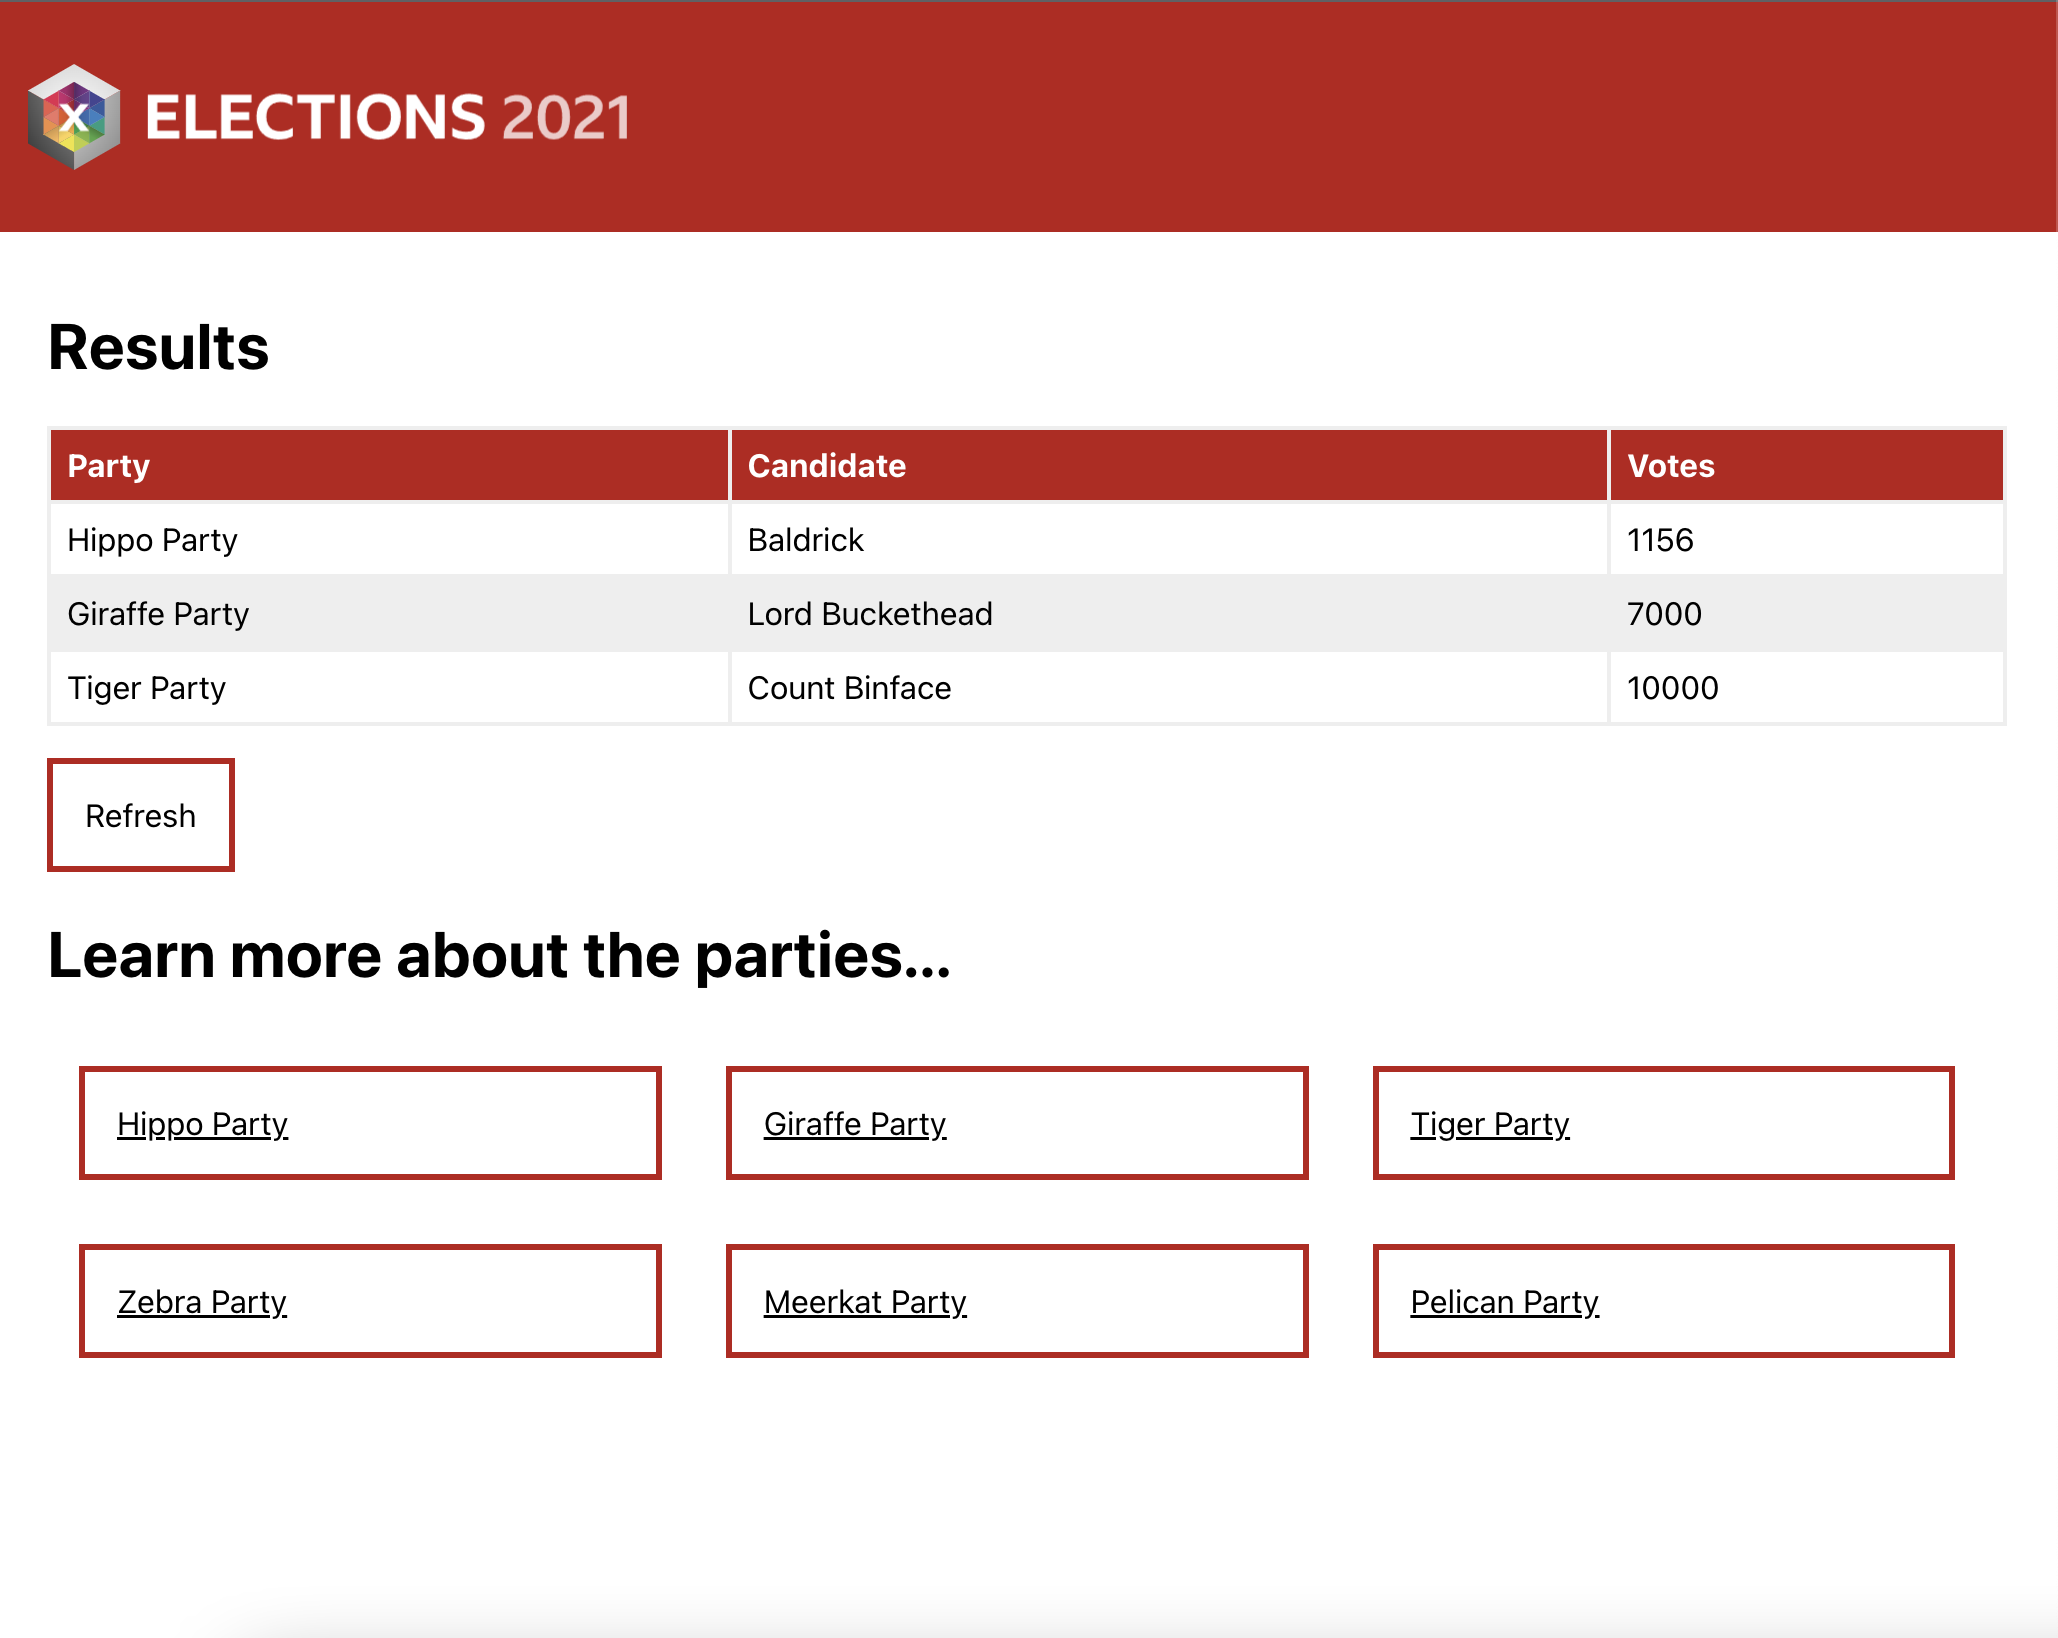 X ELECTIONS 2021
Results
Party Candidate Votes
Hippo Party Baldrick 1156
Giraffe Party Lord Buckethead 7000
Tiger Party Count Binface 10000
Refresh
Learn more about the parties...
Hippo Party Giraffe Party Tiger Party
Zebra Party Meerkat Party Pelican Party